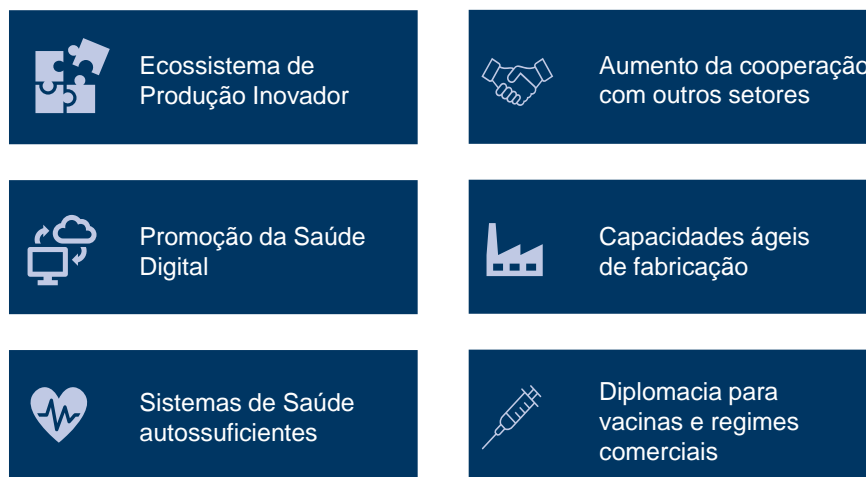 Ecossistema de
Produção Inovador
Aumento da cooperação
com outros setores
Promoção da Saúde
Digital
Capacidades ágeis
de fabricação
Sistemas de Saúde
autossuficientes
Diplomacia para
vacinas e regimes
comerciais